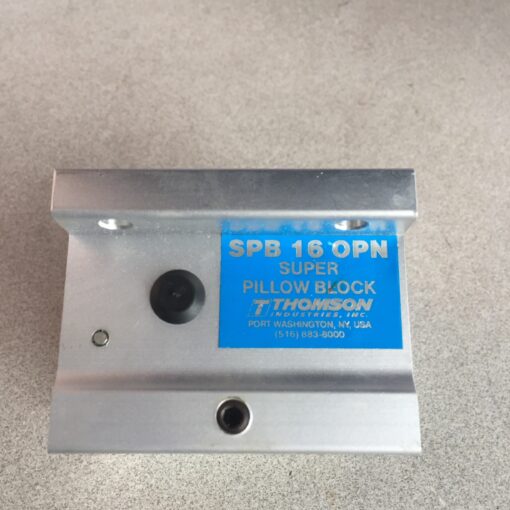 SPB 16 OPN
SUPER
PILLOW BLOCK
THOMSON
INDUSTRIES, INC.
PORT WASHINGTON, NY, USA
(516) 883-8000